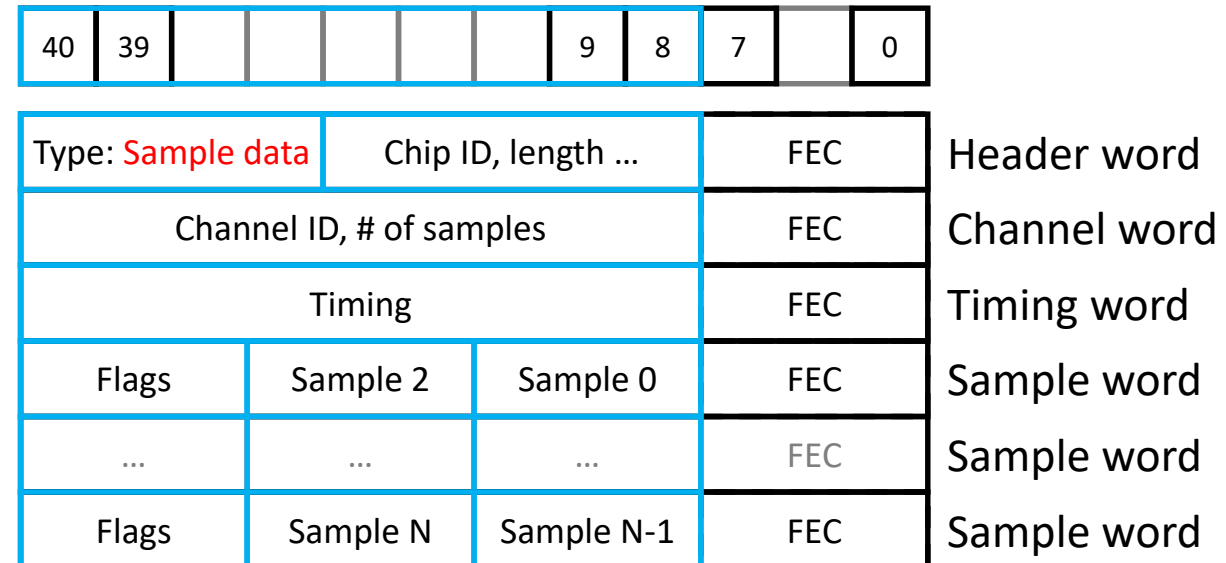 40 39 9 8 7 0
Type: Sample data Chip ID, length ... FEC Header word
Channel ID, # of samples FEC Channel word
Timing FEC Timing word
Flags Sample 2 Sample 0 FEC Sample word
... ... ... FEC Sample word
Flags Sample N Sample N-1 FEC Sample word